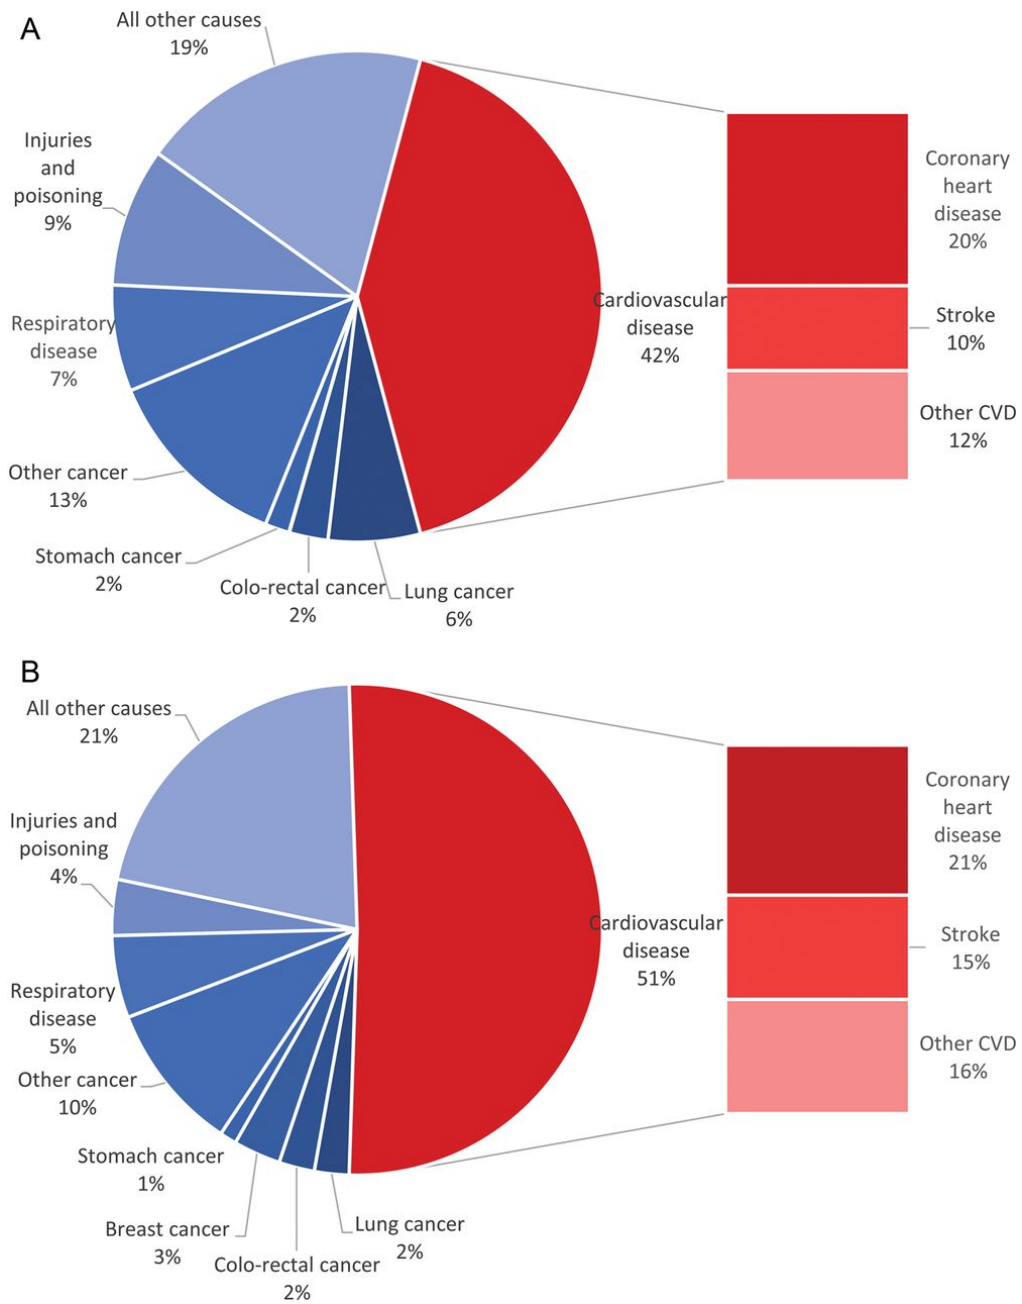 A
All other causes
19%
Injuries
and
poisoning
9%
Respiratory
disease
7%
Other cancer
13%
Stomach cancer
2%
Colo-rectal cancer
2%
Lung cancer
6%
Cardiovascular
disease
42%
Coronary
heart
disease
20%
Stroke
10%
Other CVD
12%
B
All other causes
21%
Injuries and
poisoning
4%
Respiratory
disease
5%
Other cancer
10%
Stomach cancer
1%
Breast cancer
3%
Colo-rectal cancer
2%
Lung cancer
2%
Cardiovascular
disease
51%
Coronary
heart
disease
21%
Stroke
15%
Other CVD
16%